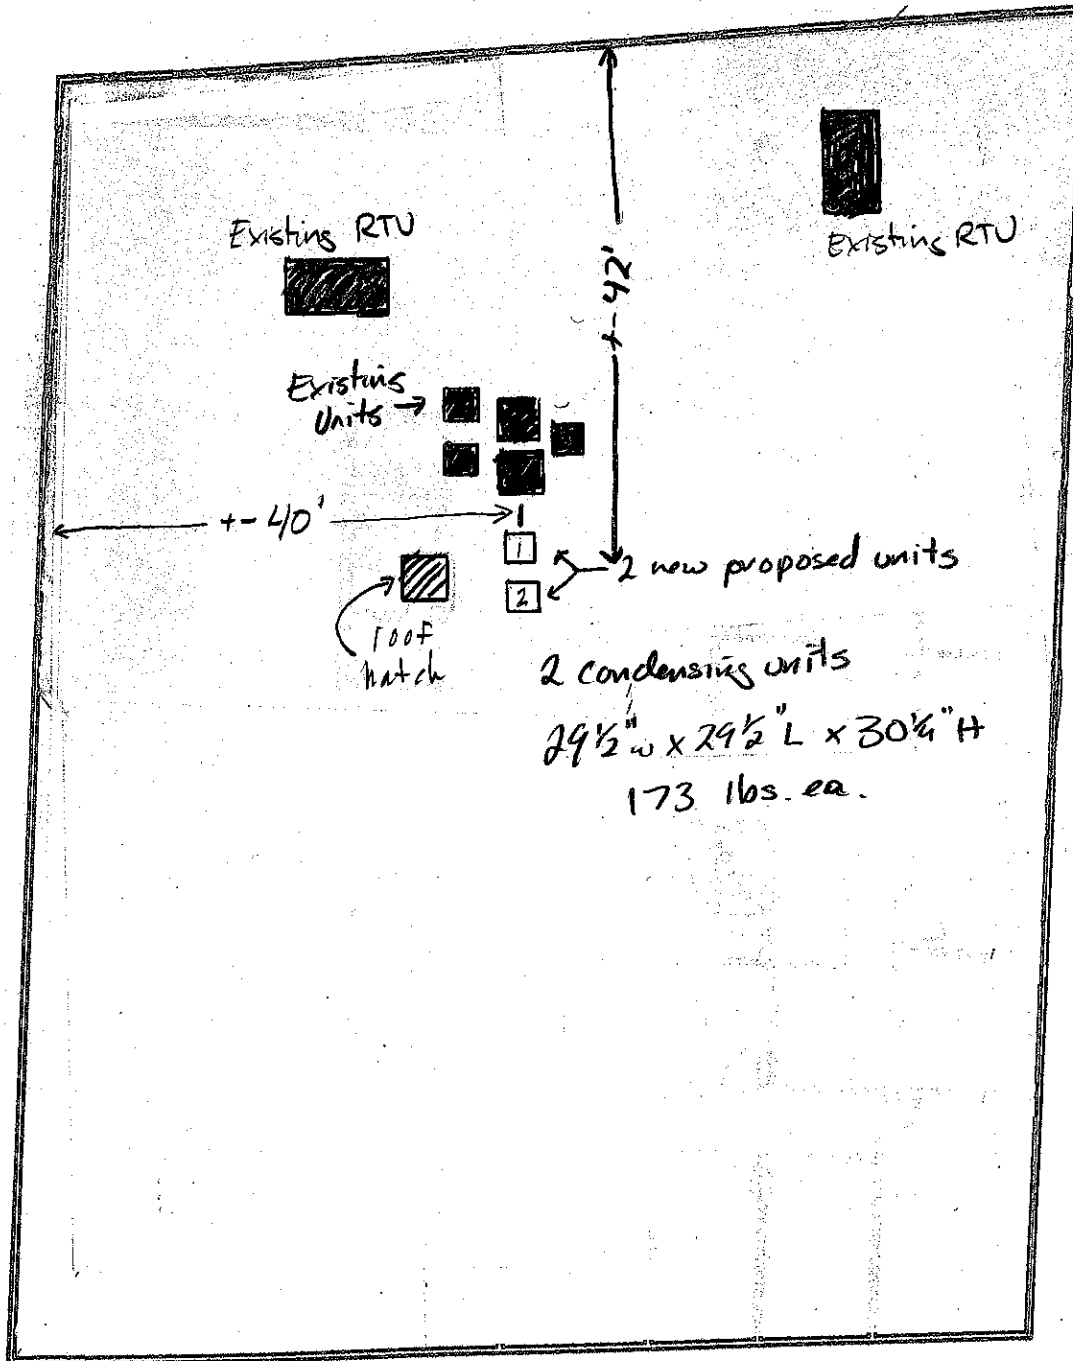 Existing RTU
Existing RTU
+- 42'
Existing
Units
+- 40'
1
2
2 new proposed units
roof
hatch
2 condensing units
29½" w x 29½" L x 30¼" H
173 lbs. ea.